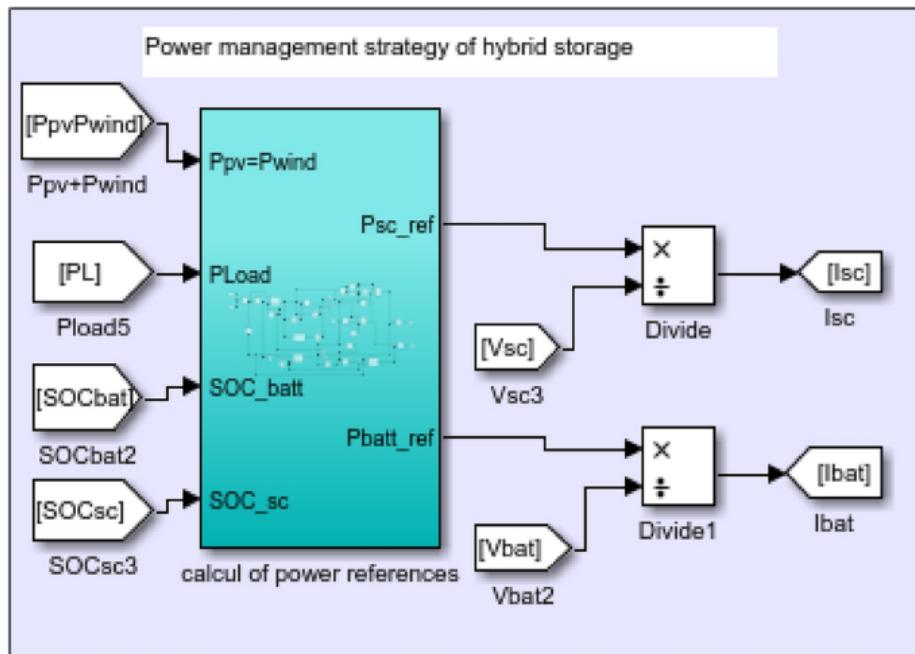 Power management strategy of hybrid storage
[PpvPwind]
Ppv+Pwind
Ppv=Pwind
Psc_ref
[PL]
Pload5
PLoad
×
÷
Divide
[Isc]
Isc
[Vsc]
Vsc3
[SOCbat]
SOCbat2
SOC_batt
Pbatt_ref
×
÷
Divide1
[Ibat]
Ibat
[SOCsc]
SOCsc3
SOC_sc
[Vbat]
Vbat2
calcul of power references